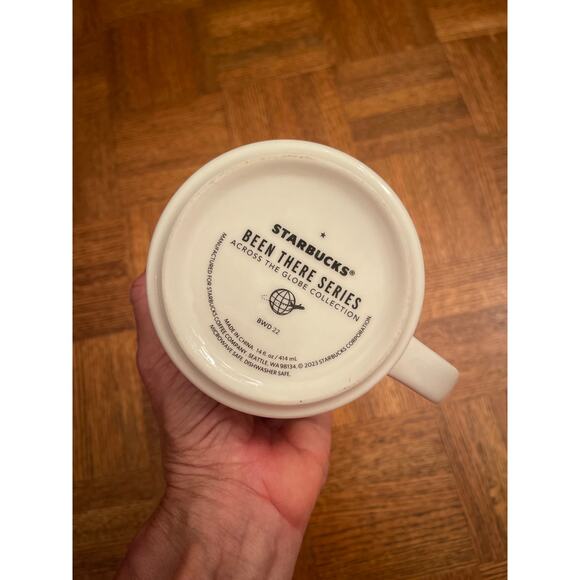 ★
STARBUCKS®
BEEN THERE SERIES
ACROSS THE GLOBE COLLECTION
BWD 22
MANUFACTURED FOR STARBUCKS COFFEE COMPANY, SEATTLE, WA 98134. © 2023 STARBUCKS CORPORATION
MADE IN CHINA. 14 fl oz / 414 mL
MICROWAVE SAFE. DISHWASHER SAFE.